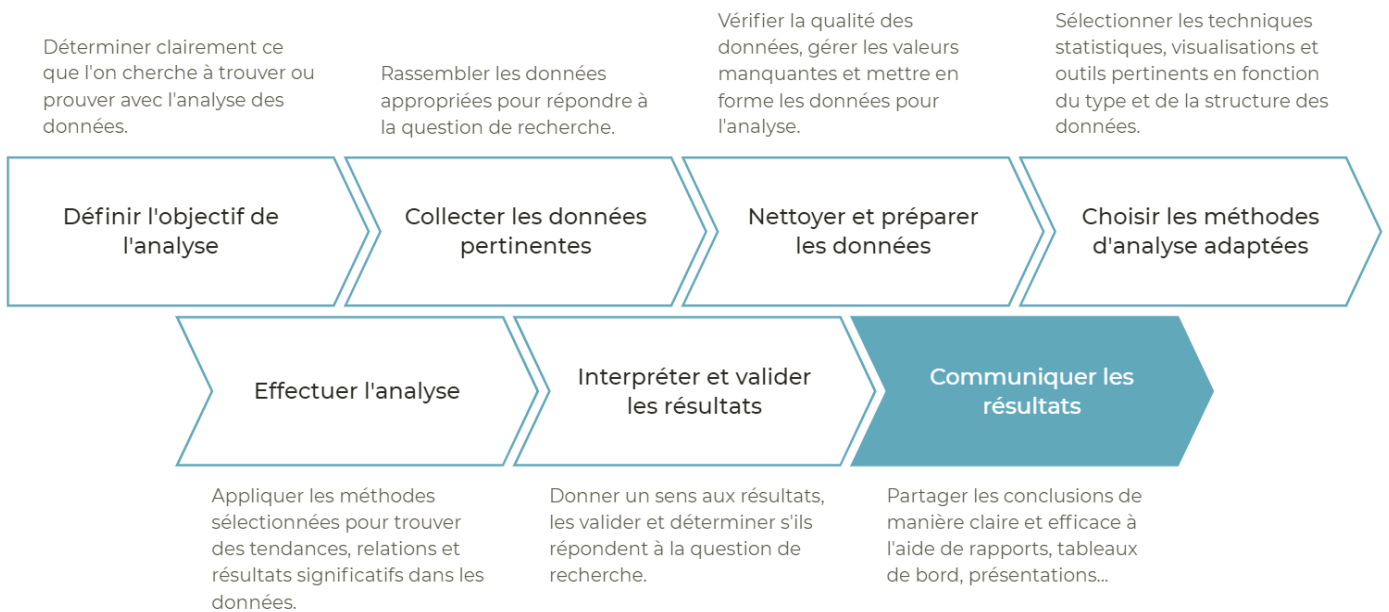 Déterminer clairement ce
que l'on cherche à trouver ou
prouver avec l'analyse des
données.
Rassembler les données
appropriées pour répondre à
la question de recherche.
Vérifier la qualité des
données, gérer les valeurs
manquantes et mettre en
forme les données pour
l'analyse.
Sélectionner les techniques
statistiques, visualisations et
outils pertinents en fonction
du type et de la structure des
données.
Définir l'objectif de
l'analyse
Collecter les données
pertinentes
Nettoyer et préparer
les données
Choisir les méthodes
d'analyse adaptées
Effectuer l'analyse
Interpréter et valider
les résultats
Communiquer les
résultats
Appliquer les méthodes
sélectionnées pour trouver
des tendances, relations et
résultats significatifs dans les
données.
Donner un sens aux résultats,
les valider et déterminer s'ils
répondent à la question de
recherche.
Partager les conclusions de
manière claire et efficace à
l'aide de rapports, tableaux
de bord, présentations...